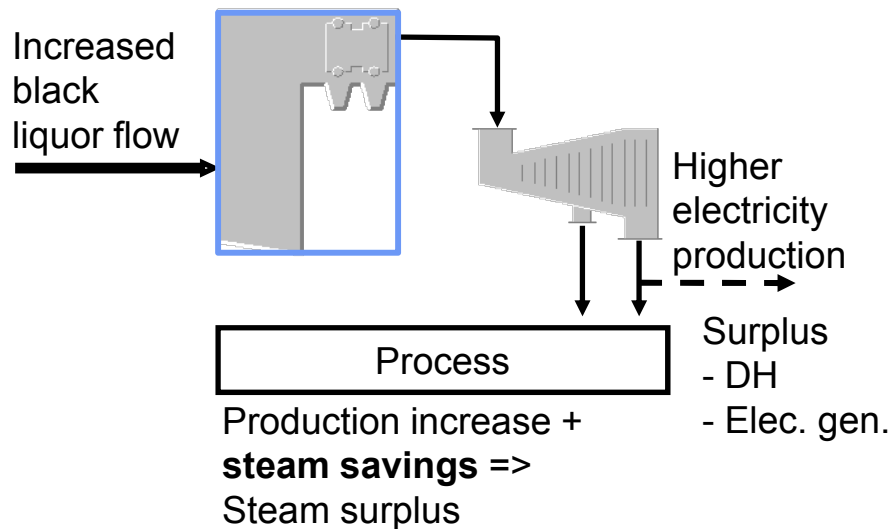 Increased
black
liquor flow
Higher
electricity
production
Surplus
- DH
- Elec. gen.
Process
Production increase +
steam savings =>
Steam surplus